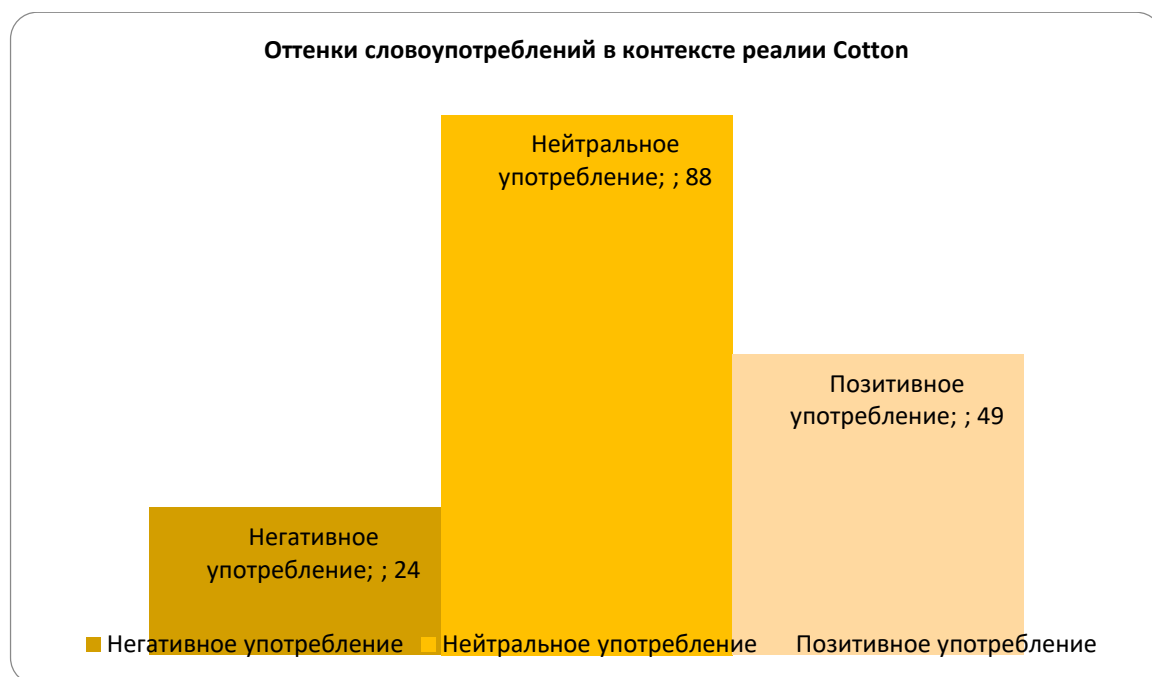 Оттенки словоупотреблений в контексте реалии Cotton
Нейтральное
употребление; ; 88
Позитивное
употребление; ; 49
Негативное
употребление; ; 24
Негативное употребление Нейтральное употребление Позитивное употребление